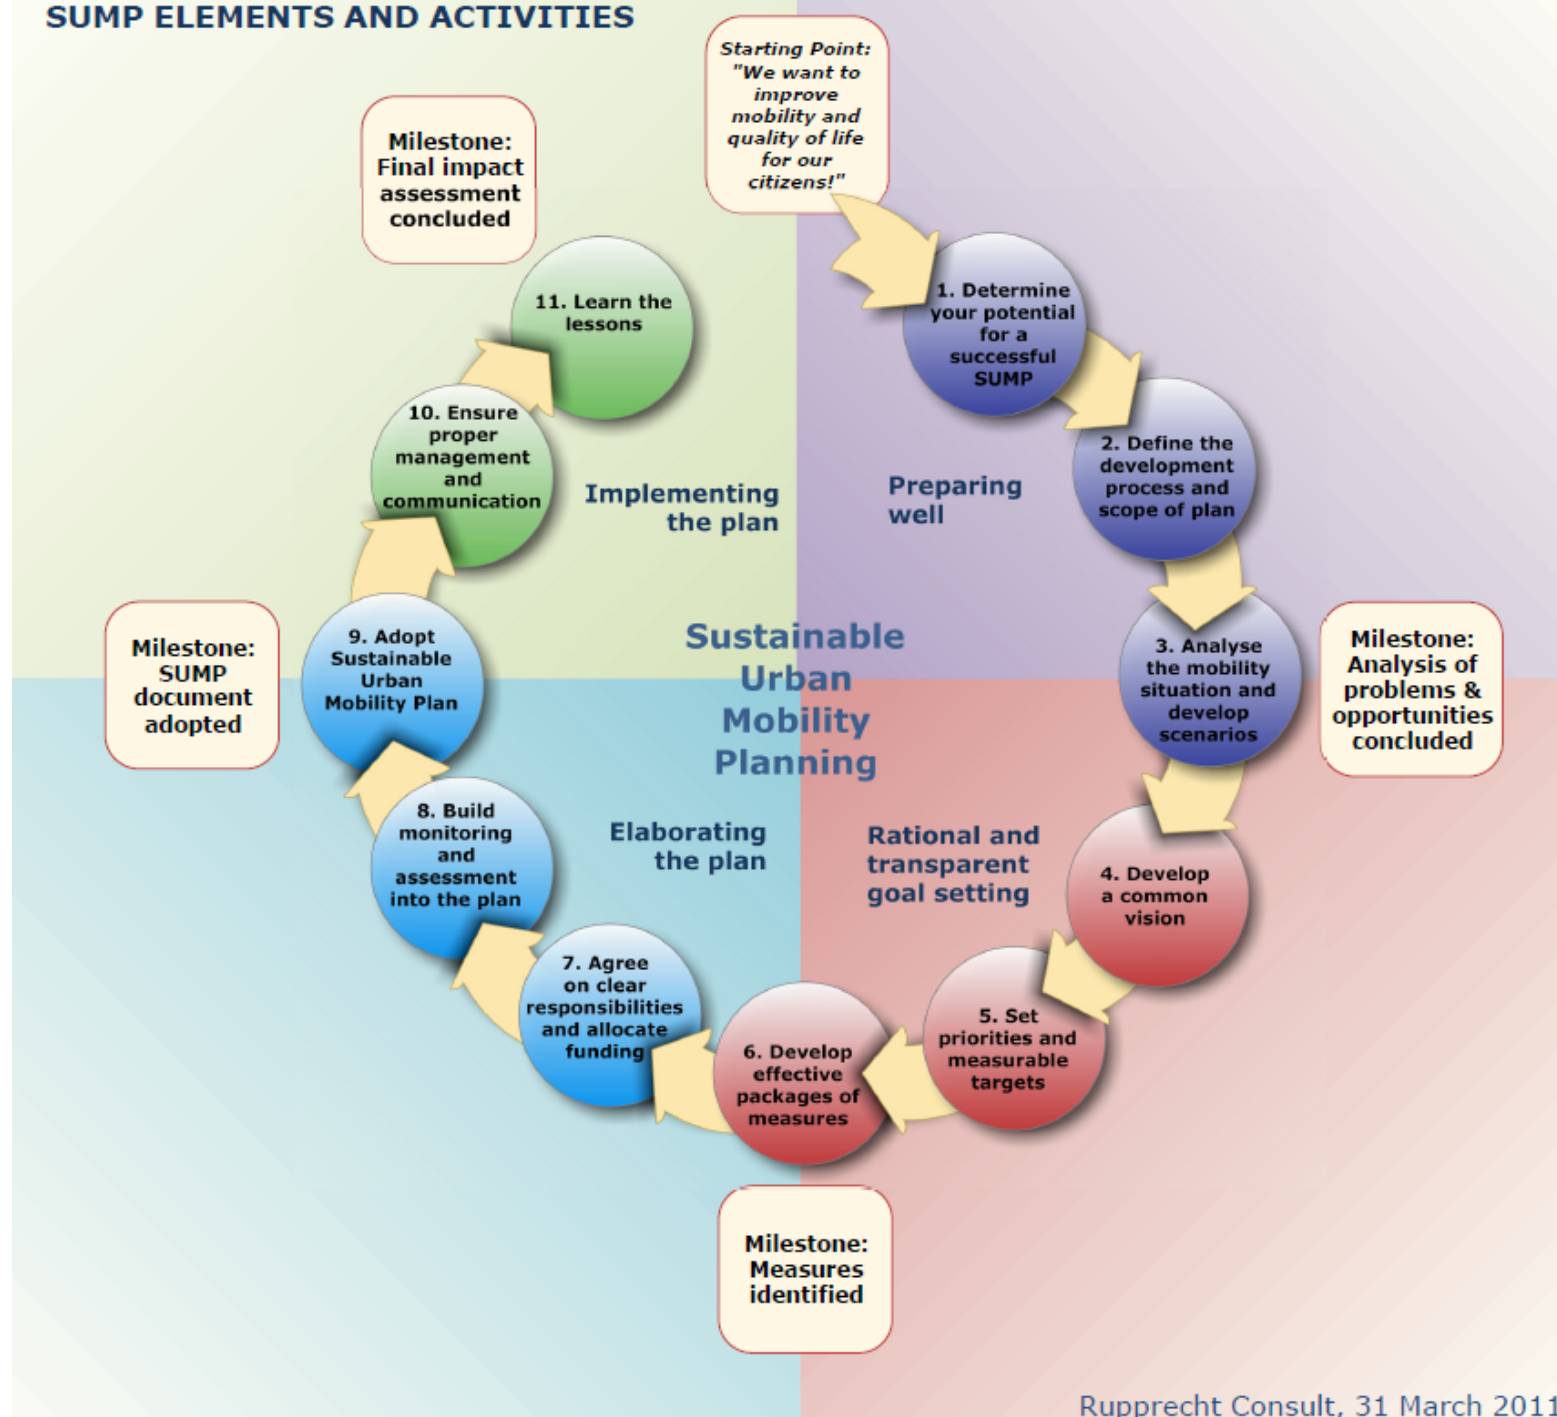 SUMP ELEMENTS AND ACTIVITIES
Starting Point:
"We want to
improve
mobility and
quality of life
for our
citizens!"
1. Determine
your potential
for a
successful
SUMP
2. Define the
development
process and
scope of plan
Preparing
well
3. Analyse
the mobility
situation and
develop
scenarios
Milestone:
Analysis of
problems &
opportunities
concluded
4. Develop
a common
vision
Rational and
transparent
goal setting
5. Set
priorities and
measurable
targets
6. Develop
effective
packages of
measures
Milestone:
Measures
identified
7. Agree
on clear
responsibilities
and allocate
funding
Elaborating
the plan
8. Build
monitoring
and
assessment
into the plan
9. Adopt
Sustainable
Urban
Mobility Plan
Milestone:
SUMP
document
adopted
10. Ensure
proper
management
and
communication
Implementing
the plan
11. Learn the
lessons
Milestone:
Final impact
assessment
concluded
Sustainable
Urban
Mobility
Planning
Rupprecht Consult, 31 March 2011